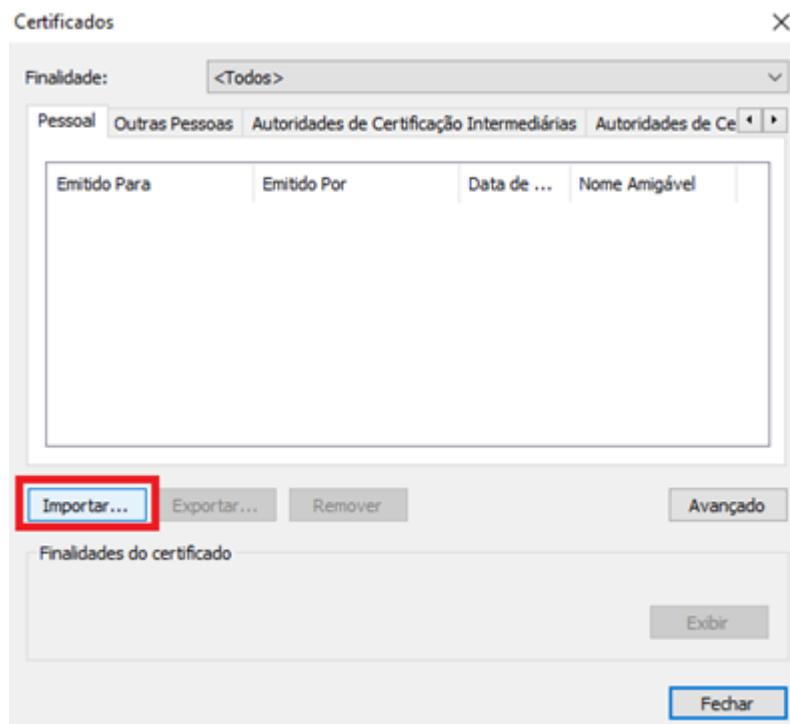 Certificados
Finalidade: <Todos>
Pessoal Outras Pessoas Autoridades de Certificação Intermediárias Autoridades de Ce
Emitido Para Emitido Por Data de ... Nome Amigável
Importar... Exportar... Remover Avançado
Finalidades do certificado
Exibir
Fechar